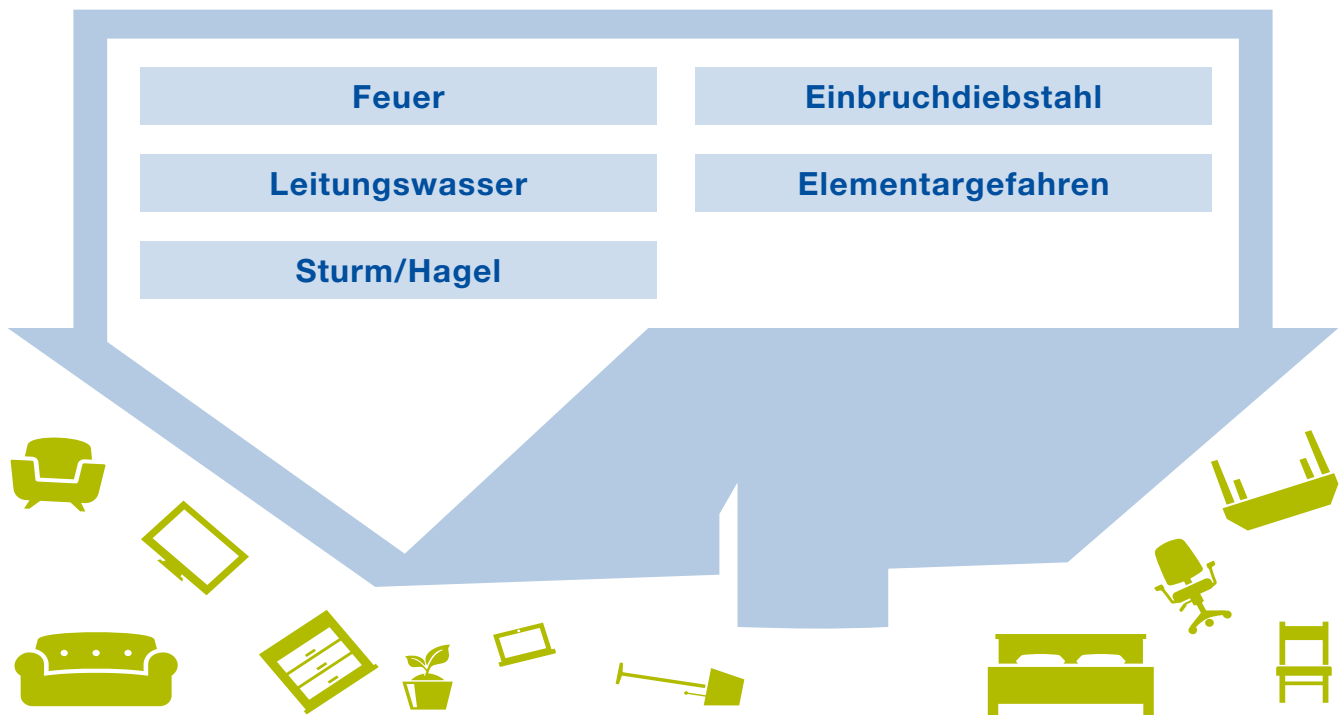 Feuer
Einbruchdiebstahl
Leitungswasser
Elementargefahren
Sturm/Hagel